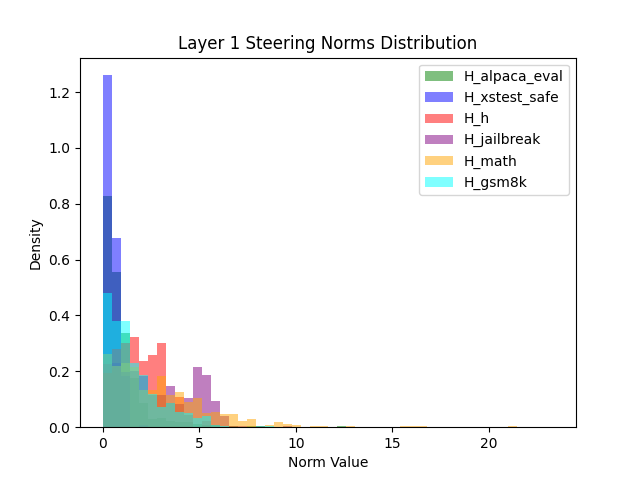 Layer 1 Steering Norms Distribution
H_alpaca_eval
H_xstest_safe
H_h
H_jailbreak
H_math
H_gsm8k
1.2
1.0
0.8
0.6
0.4
0.2
0.0
Density
0 5 10 15 20
Norm Value